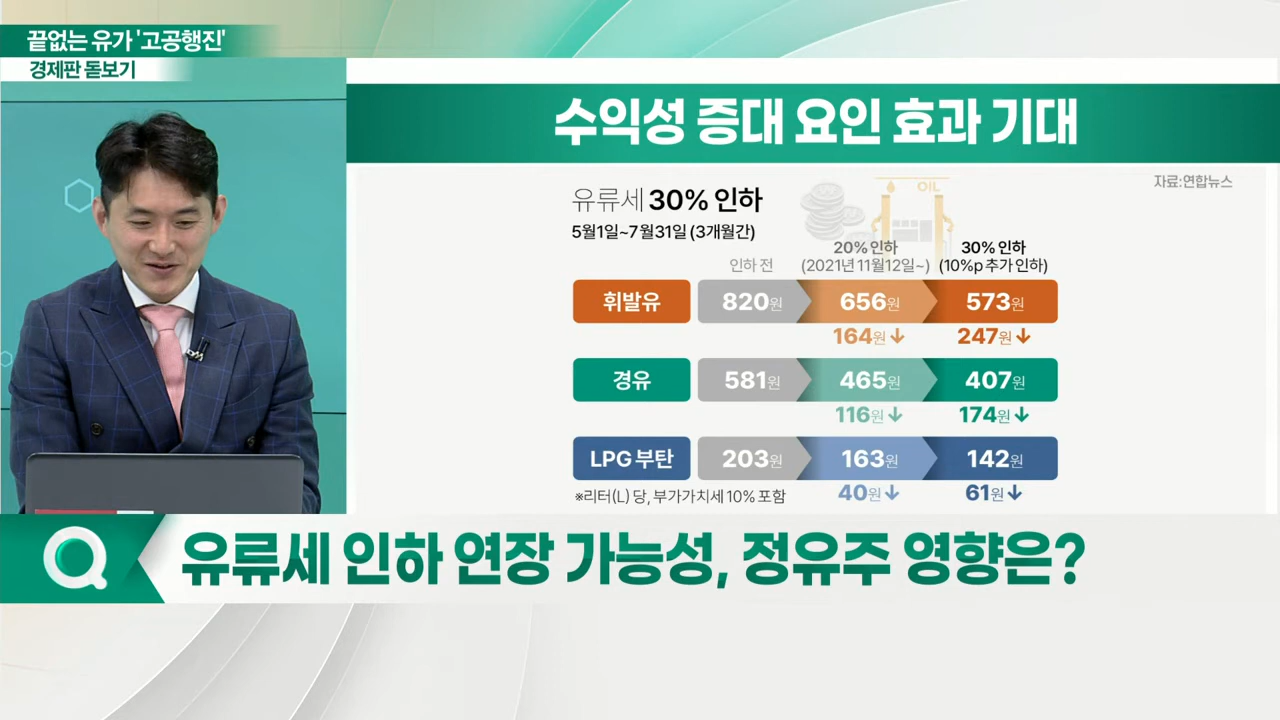 끝없는 유가 '고공행진'
경제판 돋보기
수익성 증대 요인 효과 기대
자료:연합뉴스
유류세 30% 인하
5월1일~7월31일 (3개월간)
OIL
인하 전
20% 인하
(2021년 11월12일~)
30% 인하
(10%p 추가 인하)
휘발유 820원 656원 573원
164원↓ 247원↓
경유 581원 465원 407원
116원↓ 174원↓
LPG 부탄 203원 163원 142원
40원↓ 61원↓
※리터(L) 당, 부가가치세 10% 포함
Q 유류세 인하 연장 가능성, 정유주 영향은?